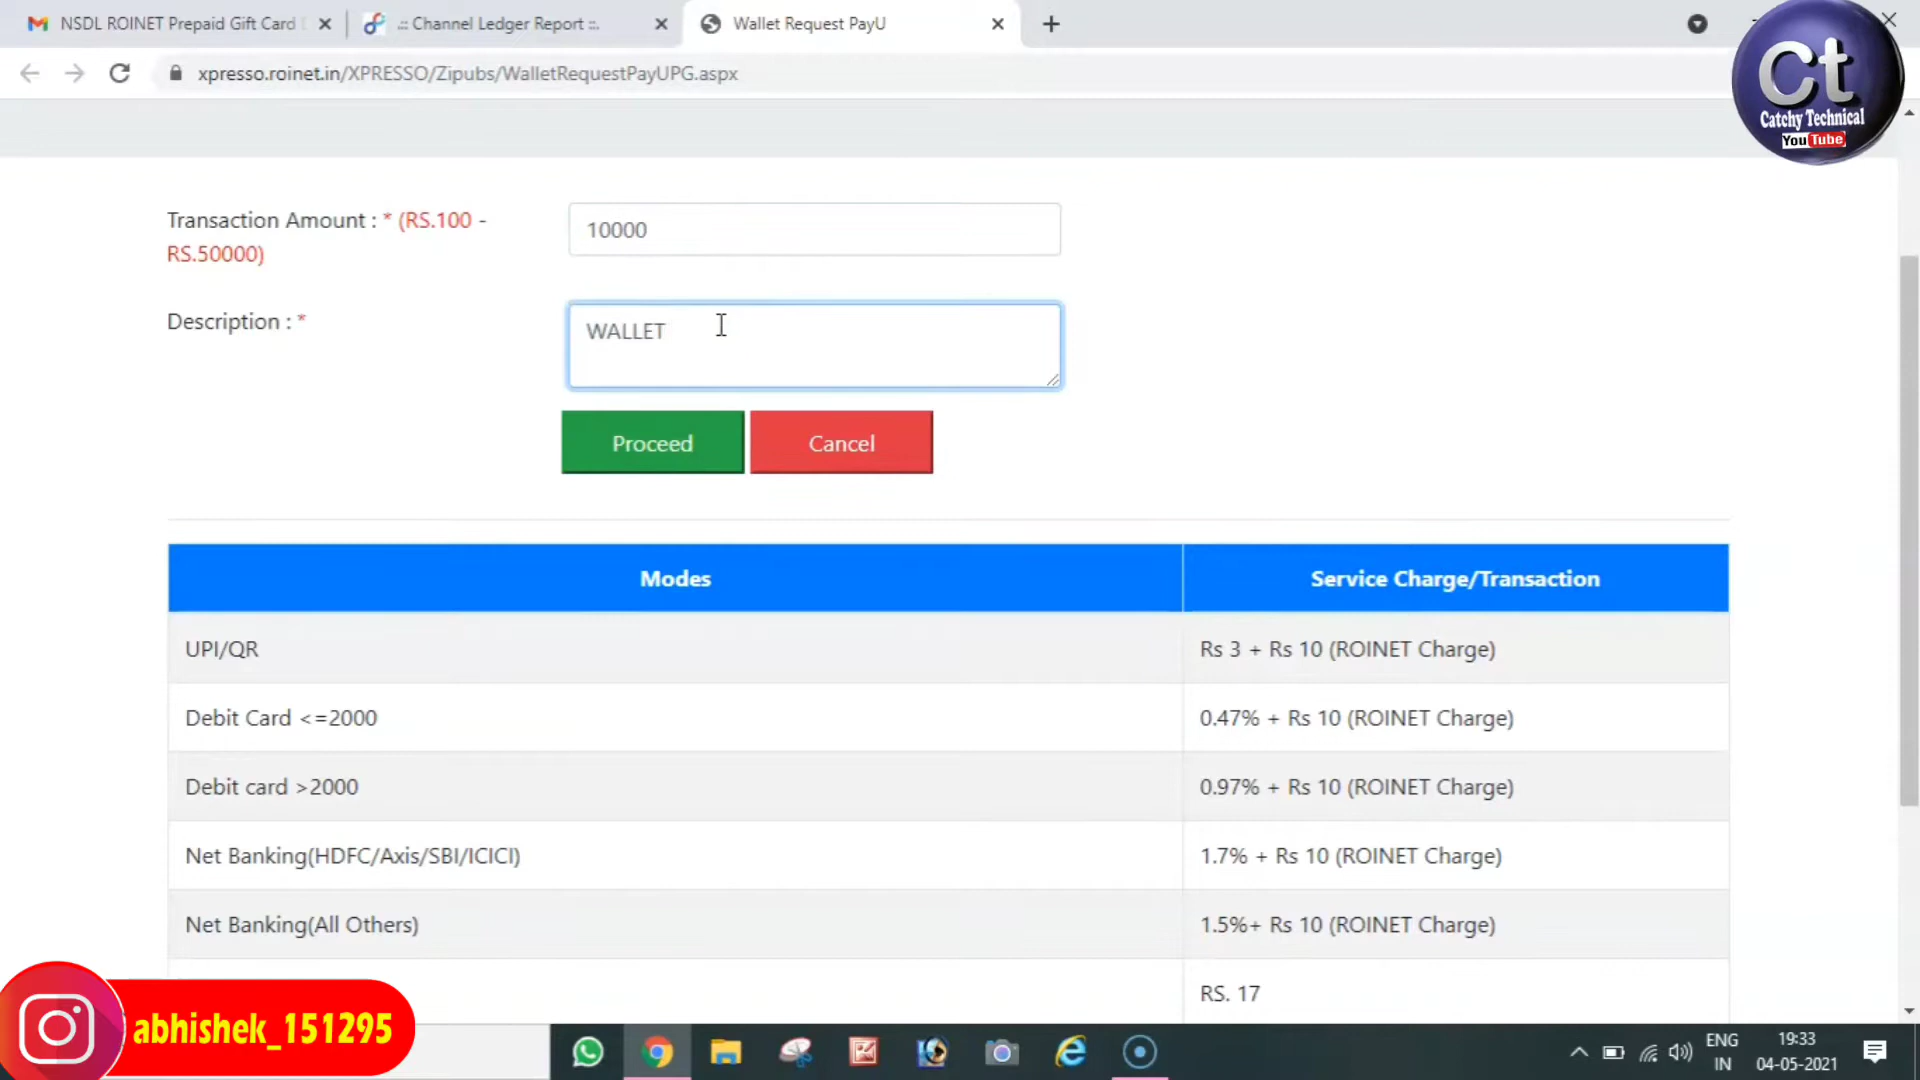 NSDL ROINET Prepaid Gift Card
.:: Channel Ledger Report ::.
Wallet Request PayU
xpresso.roinet.in/XPRESSO/Zipubs/WalletRequestPayUPG.aspx
Ct
Catchy Technical
YouTube
Transaction Amount : * (RS.100 -
RS.50000)
10000
Description : *
WALLET
Proceed
Cancel
Modes
Service Charge/Transaction
UPI/QR
Rs 3 + Rs 10 (ROINET Charge)
Debit Card <=2000
0.47% + Rs 10 (ROINET Charge)
Debit card >2000
0.97% + Rs 10 (ROINET Charge)
Net Banking(HDFC/Axis/SBI/ICICI)
1.7% + Rs 10 (ROINET Charge)
Net Banking(All Others)
1.5%+ Rs 10 (ROINET Charge)
RS. 17
abhishek_151295
ENG
IN
19:33
04-05-2021